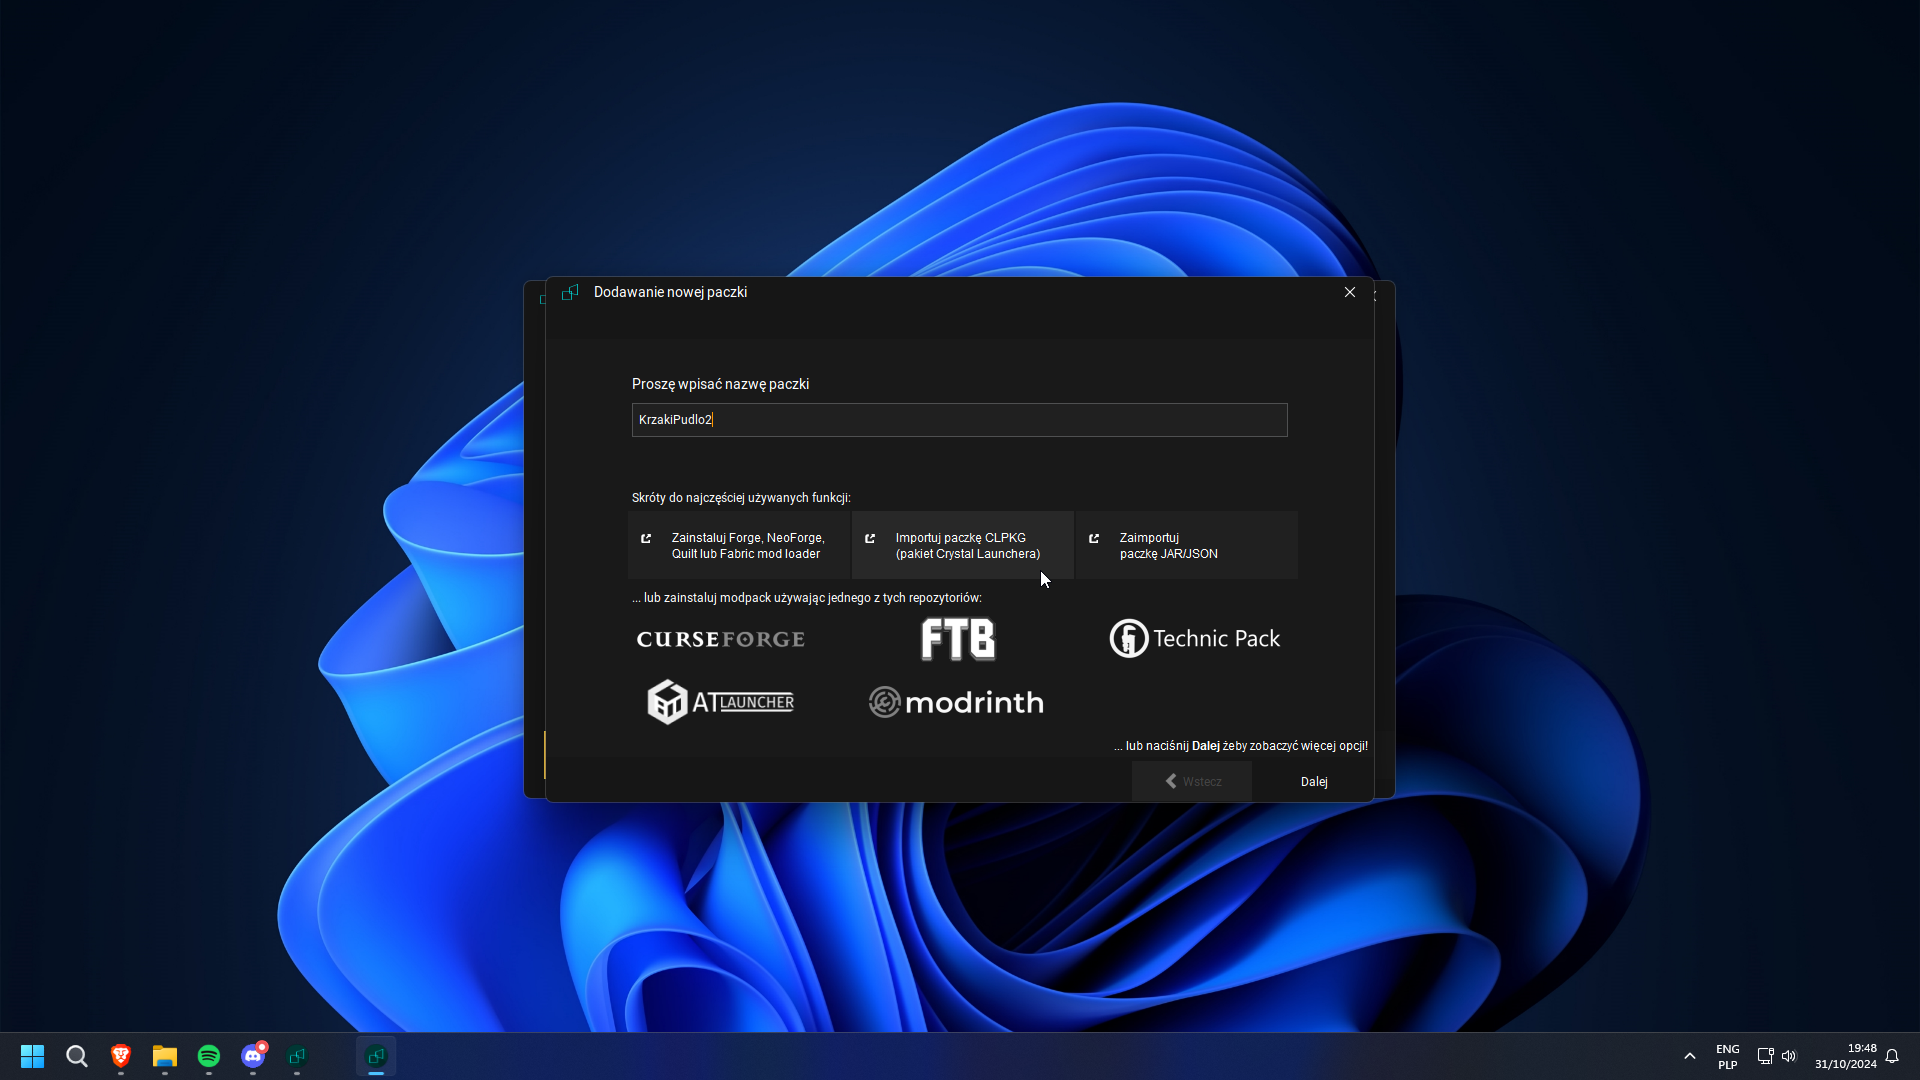 Dodawanie nowej paczki
Proszę wpisać nazwę paczki
KrzakiPudlo2
Skróty do najczęściej używanych funkcji:
Zainstaluj Forge, NeoForge,
Quilt lub Fabric mod loader
Importuj paczkę CLPKG
(pakiet Crystal Launchera)
Zaimportuj
paczkę JAR/JSON
... lub zainstaluj modpack używając jednego z tych repozytoriów:
CURSEFORGE
FTB
Technic Pack
ATLAUNCHER
modrinth
... lub naciśnij Dalej żeby zobaczyć więcej opcji!
Wstecz
Dalej
ENG
PLP
19:48
31/10/2024